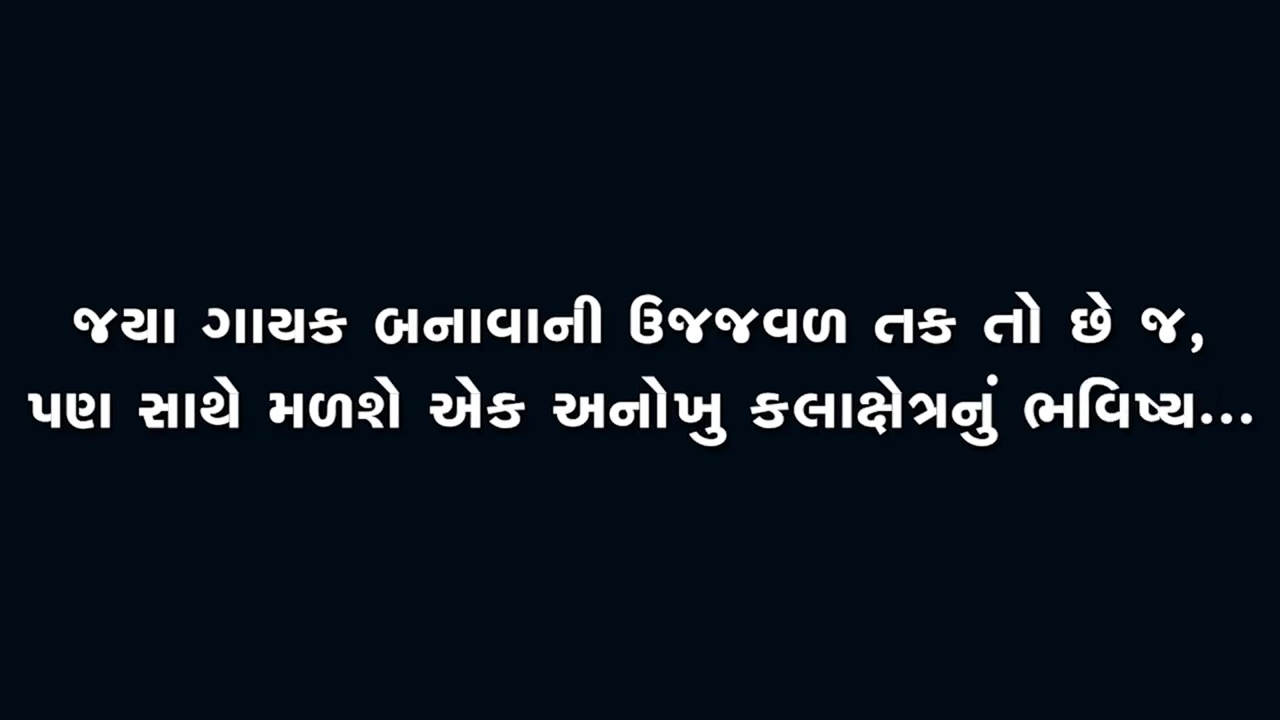 જયા ગાયક બનાવાની ઉજજવળ તક તો છે જ,
પણ સાથે મળશે એક અનોખુ કલાક્ષેત્રનું ભવિષ્ય...